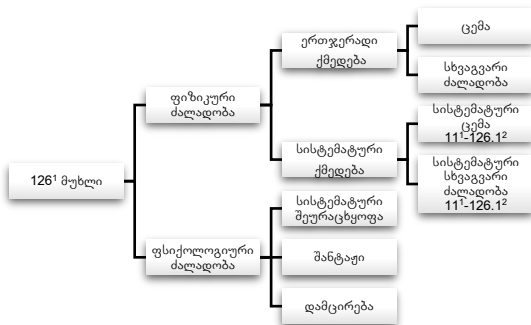 126¹ მუხლი
ფიზიკური
ძალადობა
ერთჯერადი
ქმედება
ცემა
სხვაგვარი
ძალადობა
სისტემატური
ქმედება
სისტემატური
ცემა
11¹-126.1²
სისტემატური
სხვაგვარი
ძალადობა
11¹-126.1²
ფსიქოლოგიური
ძალადობა
სისტემატური
შეურაცხყოფა
შანტაჟი
დამცირება